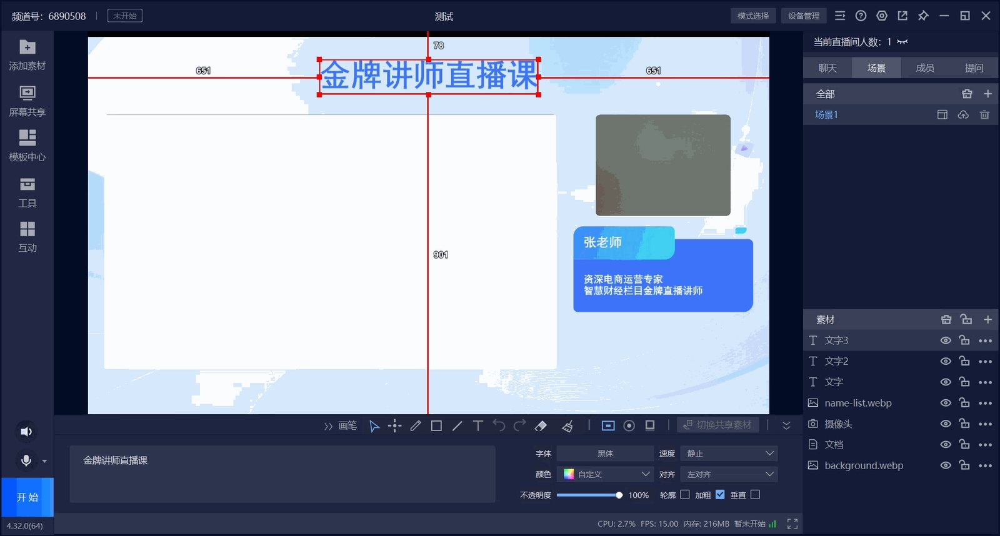 频道号：6890508
未开始
测试
模式选择
设备管理
添加素材
屏幕共享
模板中心
工具
互动
开始
4.32.0(64)
78
651
651
金牌讲师直播课
901
张老师
资深电商运营专家
智慧财经栏目金牌直播讲师
当前直播间人数：1
聊天
场景
成员
提问
全部
场景1
素材
文字3
文字2
文字
name-list.webp
摄像头
文档
background.webp
画笔
切换共享素材
金牌讲师直播课
字体 黑体 速度 静止
颜色 自定义 对齐 左对齐
不透明度 100% 轮廓 加粗 垂直
CPU: 2.7% FPS: 15.00 内存: 216MB 暂未开始